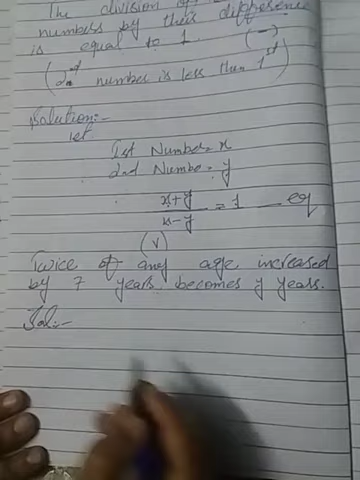 The division of
numbers by their difference
is equal to 1. (-)
(2nd number is less than 1st)
Solution:-
let
1st Number = x
2nd Number = y
x+y / x-y = 1 — eq
(v)
Twice of any age increased
by 7 years becomes y years.
Sol:-